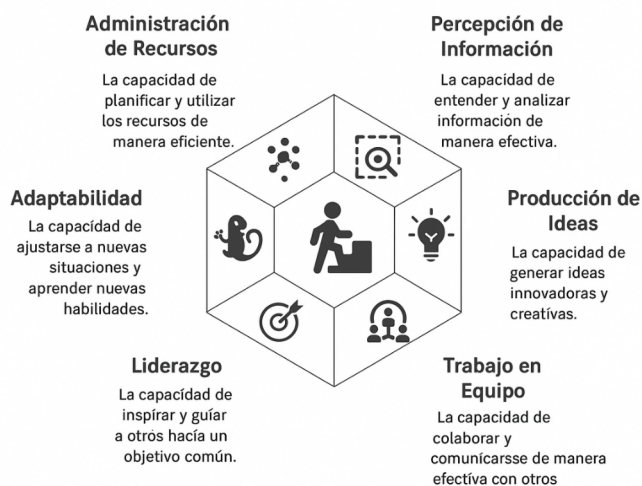 Administración
de Recursos
La capacidad de
planificar y utilizar
los recursos de
manera eficiente.
Percepción de
Información
La capacidad de
entender y analizar
información de
manera efectiva.
Adaptabilidad
La capacídad de
ajustarse a nuevas
situaciones y
aprender nuevas
habilidades.
Producción de
Ideas
La capacidad de
generar ideas
innovadoras y
creatívas.
Liderazgo
La capacídad de
inspírar y guíar
a otros hacía un
objetivo común.
Trabajo en
Equipo
La capacidad de
colaborar y
comunícarsse de manera
efectíva con otros